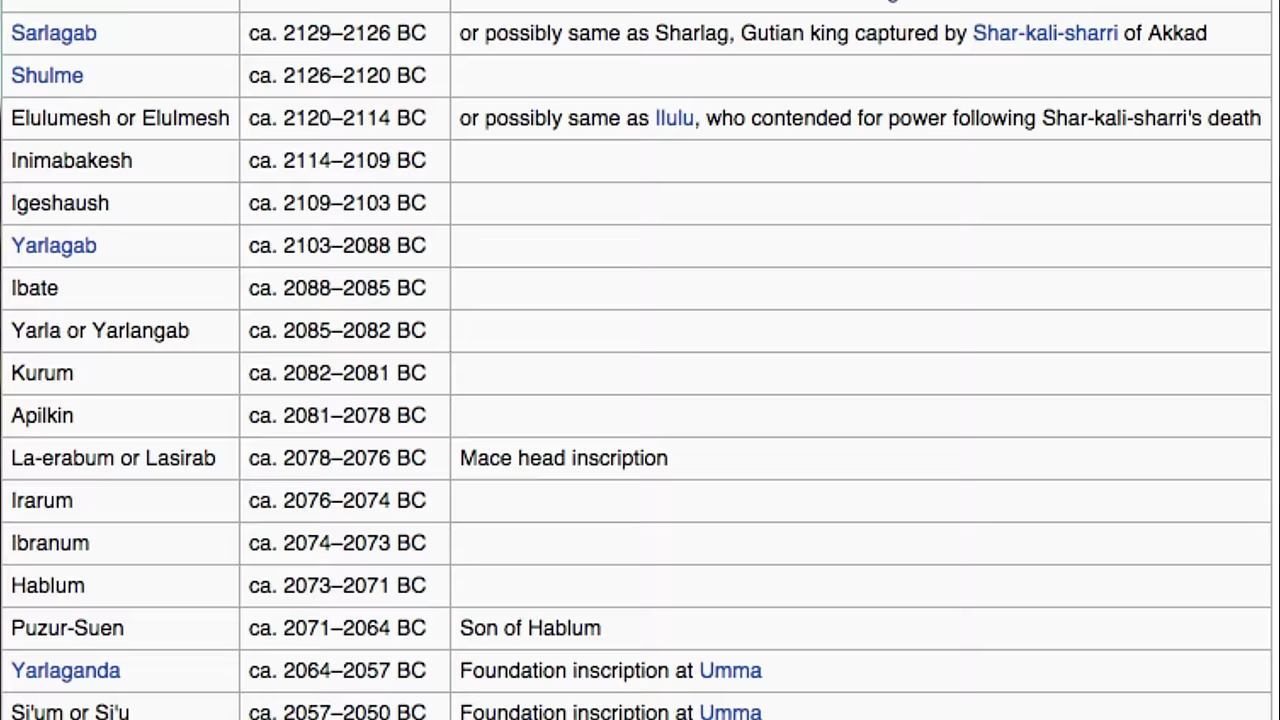 Sarlagab ca. 2129–2126 BC or possibly same as Sharlag, Gutian king captured by Shar-kali-sharri of Akkad
Shulme ca. 2126–2120 BC
Elulumesh or Elulmesh ca. 2120–2114 BC or possibly same as Ilulu, who contended for power following Shar-kali-sharri's death
Inimabakesh ca. 2114–2109 BC
Igeshaush ca. 2109–2103 BC
Yarlagab ca. 2103–2088 BC
Ibate ca. 2088–2085 BC
Yarla or Yarlangab ca. 2085–2082 BC
Kurum ca. 2082–2081 BC
Apilkin ca. 2081–2078 BC
La-erabum or Lasirab ca. 2078–2076 BC Mace head inscription
Irarum ca. 2076–2074 BC
Ibranum ca. 2074–2073 BC
Hablum ca. 2073–2071 BC
Puzur-Suen ca. 2071–2064 BC Son of Hablum
Yarlaganda ca. 2064–2057 BC Foundation inscription at Umma
Si'um or Si'u ca. 2057–2050 BC Foundation inscription at Umma